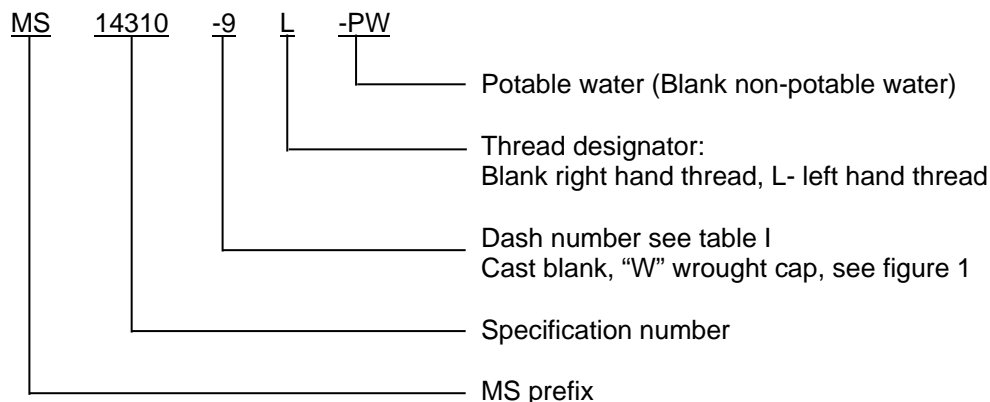 MS 14310 -9 L -PW
Potable water (Blank non-potable water)
Thread designator:
Blank right hand thread, L- left hand thread
Dash number see table I
Cast blank, “W” wrought cap, see figure 1
Specification number
MS prefix